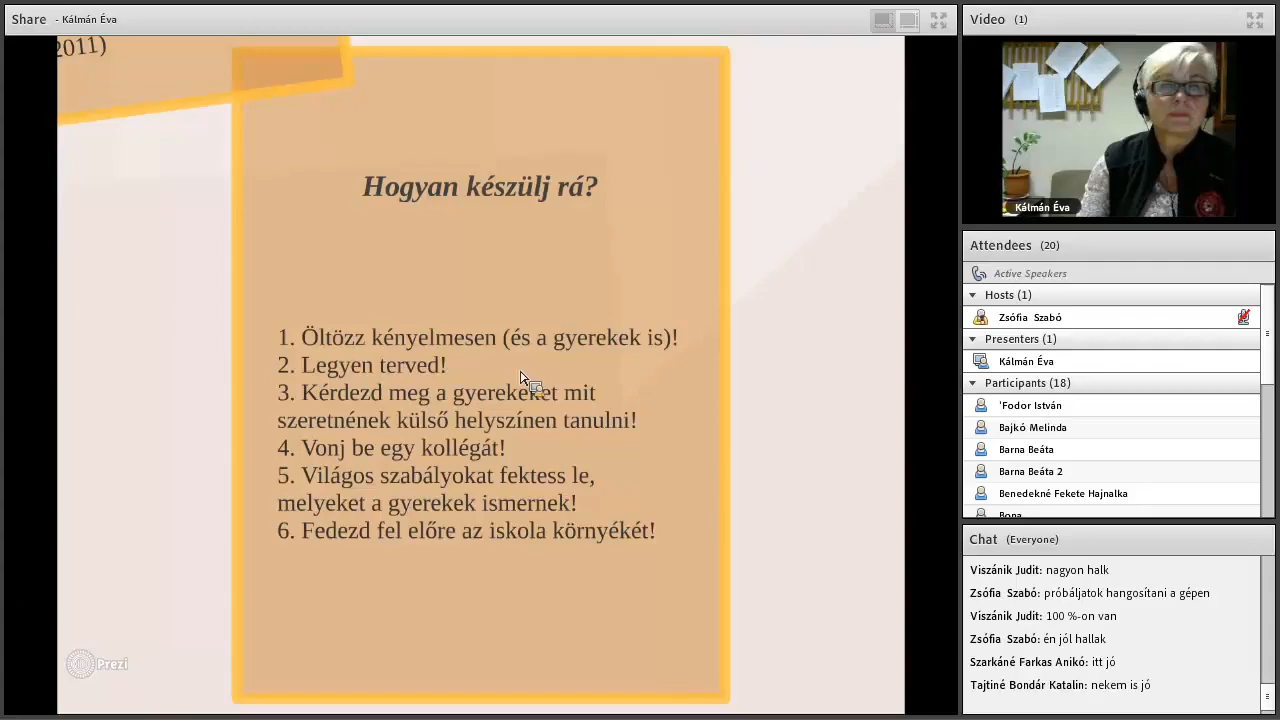 Share - Kálmán Éva
2011)
Hogyan készülj rá?
1. Öltözz kényelmesen (és a gyerekek is)!
2. Legyen terved!
3. Kérdezd meg a gyerekeket mit
szeretnének külső helyszínen tanulni!
4. Vonj be egy kollégát!
5. Világos szabályokat fektess le,
melyeket a gyerekek ismernek!
6. Fedezd fel előre az iskola környékét!
Prezi
Video (1)
Kálmán Éva
Attendees (20)
Active Speakers
Hosts (1)
Zsófia Szabó
Presenters (1)
Kálmán Éva
Participants (18)
'Fodor István
Bajkó Melinda
Barna Beáta
Barna Beáta 2
Benedekné Fekete Hajnalka
Chat (Everyone)
Viszánik Judit: nagyon halk
Zsófia Szabó: próbáljatok hangosítani a gépen
Viszánik Judit: 100 %-on van
Zsófia Szabó: én jól hallak
Szarkáné Farkas Anikó: itt jó
Tajtiné Bondár Katalin: nekem is jó